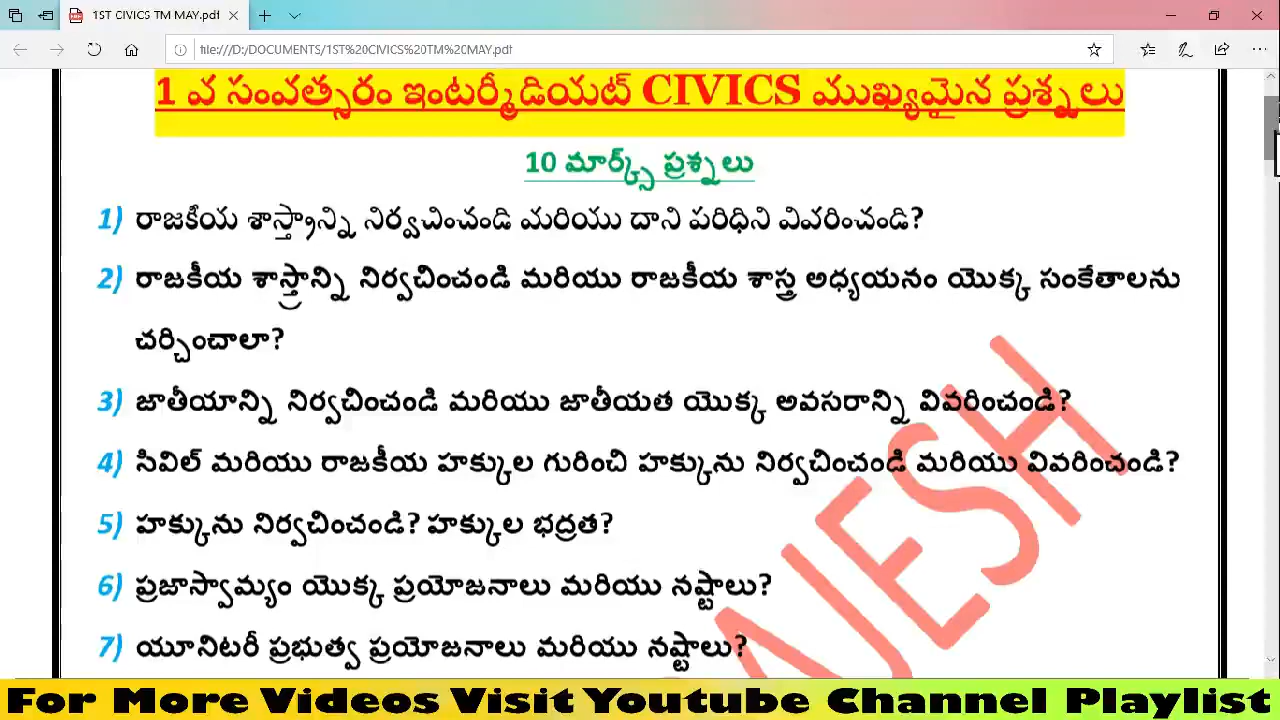 1ST CIVICS TM MAY.pdf
file:///D:/DOCUMENTS/1ST%20CIVICS%20TM%20MAY.pdf
1 వ సంవత్సరం ఇంటర్మీడియట్ CIVICS ముఖ్యమైన ప్రశ్నలు
10 మార్క్స్ ప్రశ్నలు
1) రాజకీయ శాస్త్రాన్ని నిర్వచించండి మరియు దాని పరిధిని వివరించండి?
2) రాజకీయ శాస్త్రాన్ని నిర్వచించండి మరియు రాజకీయ శాస్త్ర అధ్యయనం యొక్క సంకేతాలను
చర్చించాలా?
3) జాతీయాన్ని నిర్వచించండి మరియు జాతీయత యొక్క అవసరాన్ని వివరించండి?
4) సివిల్ మరియు రాజకీయ హక్కుల గురించి హక్కును నిర్వచించండి మరియు వివరించండి?
5) హక్కును నిర్వచించండి? హక్కుల భద్రత?
6) ప్రజాస్వామ్యం యొక్క ప్రయోజనాలు మరియు నష్టాలు?
7) యూనిటరీ ప్రభుత్వ ప్రయోజనాలు మరియు నష్టాలు?
For More Videos Visit Youtube Channel Playlist